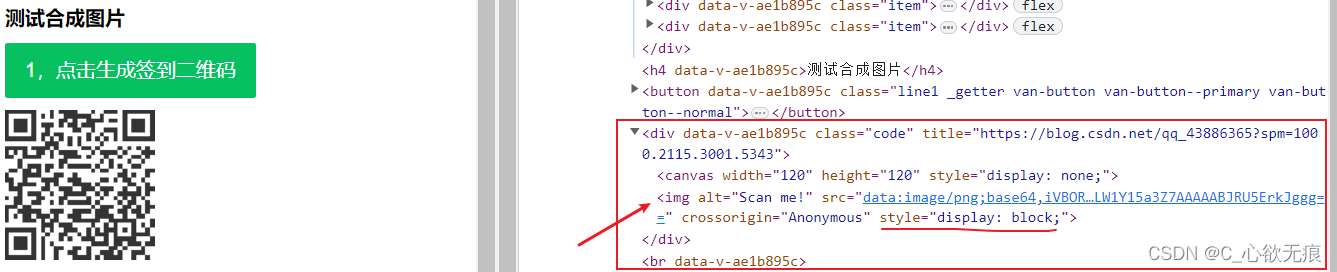 测试合成图片
1，点击生成签到二维码
<div data-v-ae1b895c class="item"> … </div> flex
<div data-v-ae1b895c class="item"> … </div> flex
</div>
<h4 data-v-ae1b895c>测试合成图片</h4>
<button data-v-ae1b895c class="line1 _getter van-button van-button--primary van-but
ton--normal"> … </button>
<div data-v-ae1b895c class="code" title="https://blog.csdn.net/qq_43886365?spm=100
0.2115.3001.5343">
<canvas width="120" height="120" style="display: none;">
<img alt="Scan me!" src="data:image/png;base64,iVBOR…LW1Y15a3Z7AAAAABJRU5ErkJggg=
=" crossorigin="Anonymous" style="display: block;">
</div>
<br data-v-ae1b895c>
CSDN @C_心欲无痕